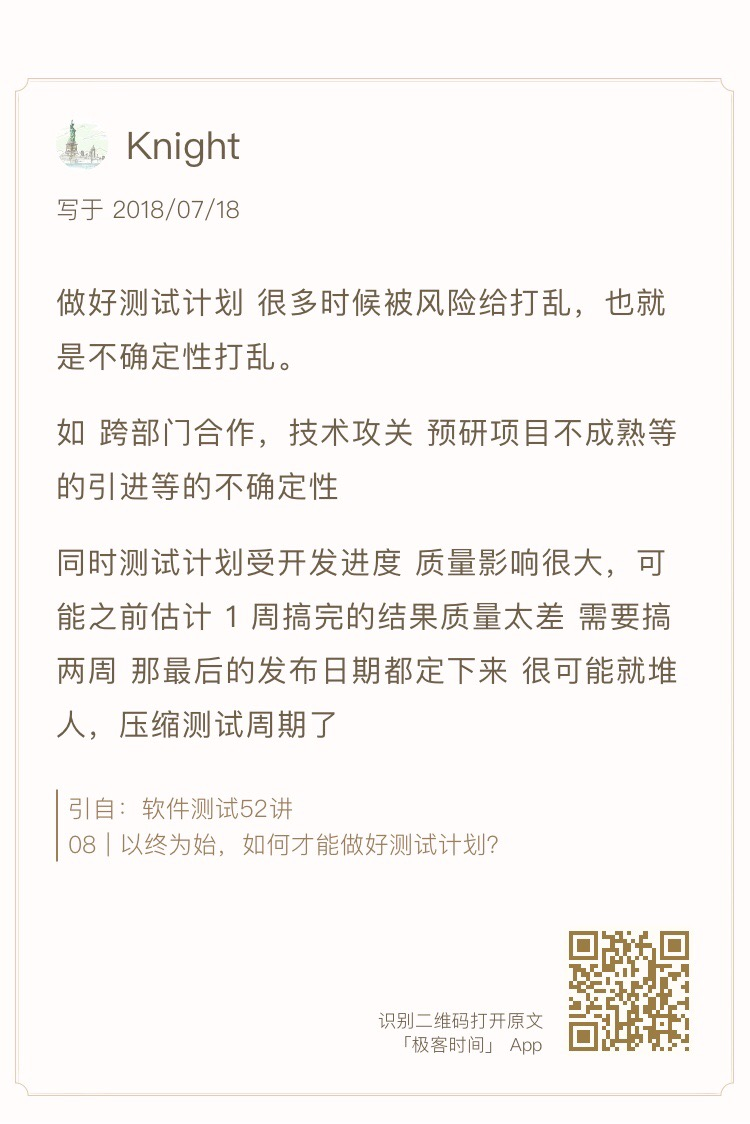 Knight
写于 2018/07/18
做好测试计划 很多时候被风险给打乱，也就
是不确定性打乱。
如 跨部门合作，技术攻关 预研项目不成熟等
的引进等的不确定性
同时测试计划受开发进度 质量影响很大，可
能之前估计 1 周搞完的结果质量太差 需要搞
两周 那最后的发布日期都定下来 很可能就堆
人，压缩测试周期了
引自：软件测试52讲
08 | 以终为始，如何才能做好测试计划？
识别二维码打开原文
「极客时间」 App